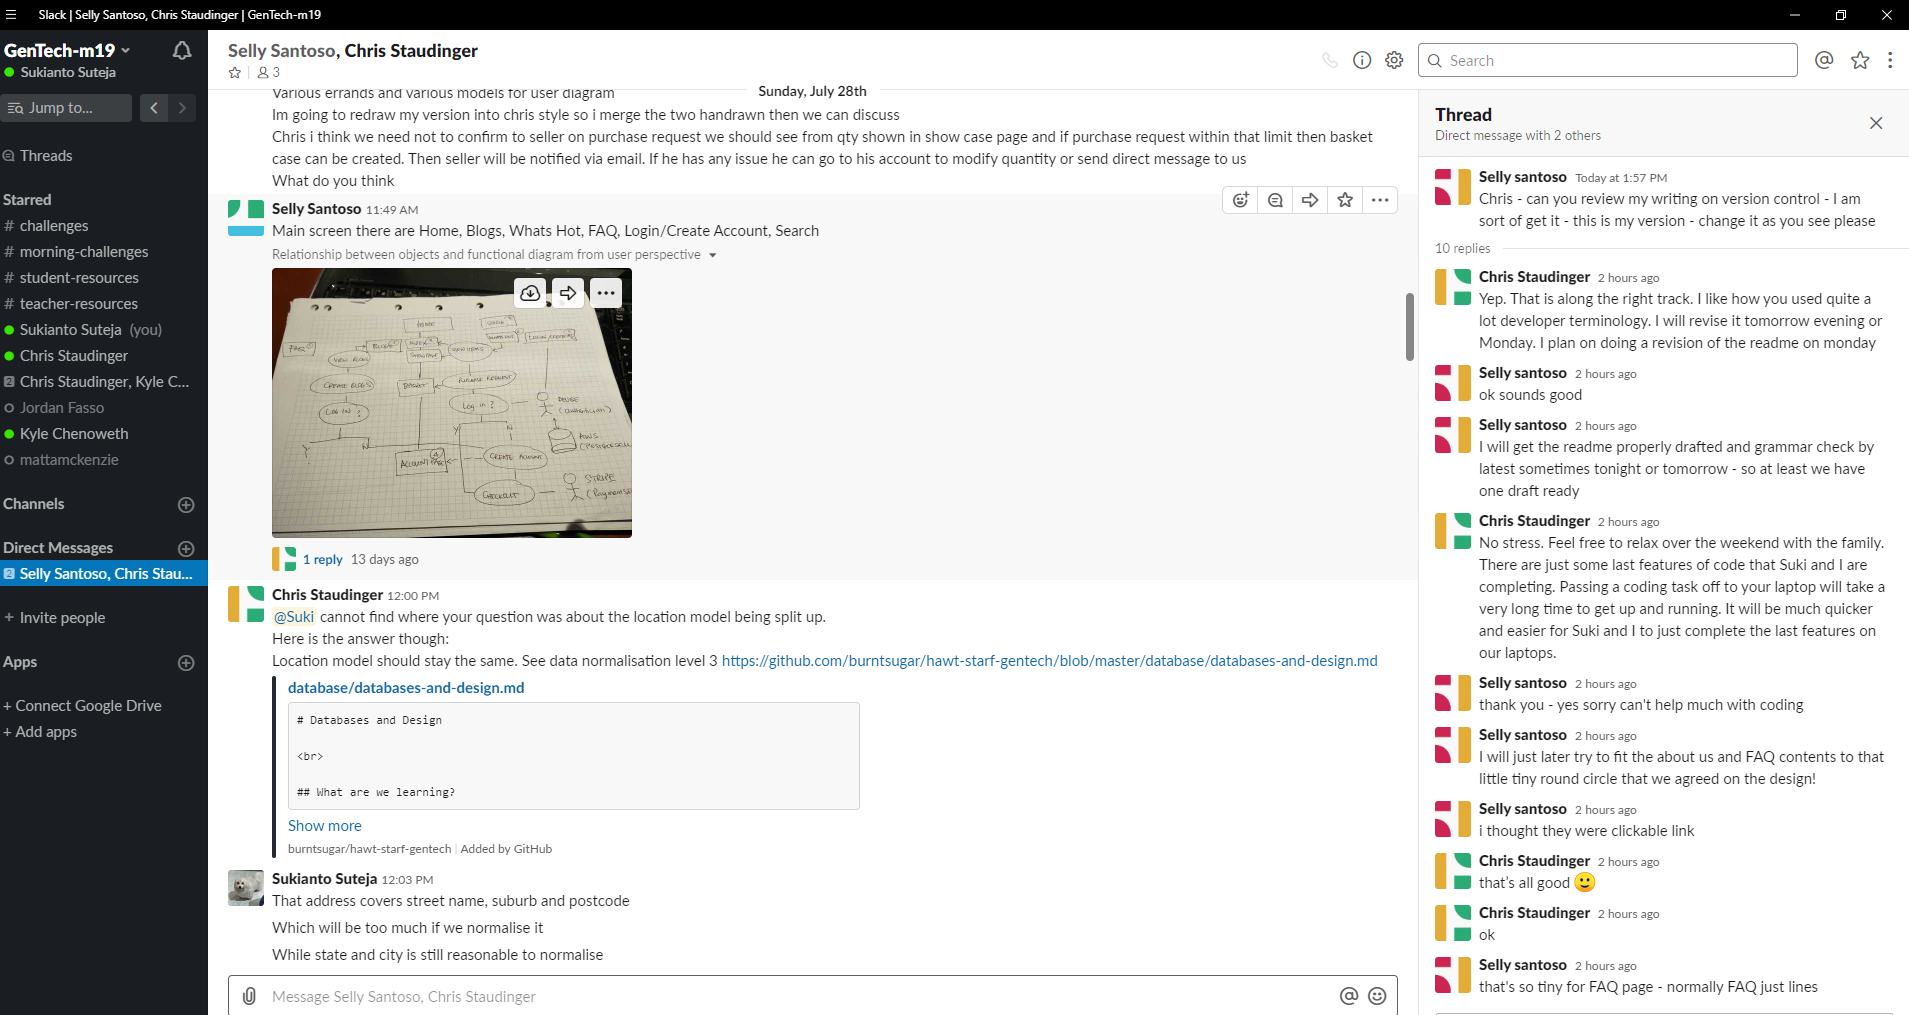 Slack | Selly Santoso, Chris Staudinger | GenTech-m19
GenTech-m19
Sukianto Suteja
Jump to...
Threads
Starred
# challenges
# morning-challenges
# student-resources
# teacher-resources
Sukianto Suteja (you)
Chris Staudinger
2 Chris Staudinger, Kyle C...
Jordan Fasso
Kyle Chenoweth
mattamckenzie
Channels
Direct Messages
2 Selly Santoso, Chris Stau...
+ Invite people
Apps
+ Connect Google Drive
+ Add apps
Selly Santoso, Chris Staudinger
3
Search
Sunday, July 28th
Various errands and various models for user diagram
Im going to redraw my version into chris style so i merge the two handrawn then we can discuss
Chris i think we need not to confirm to seller on purchase request we should see from qty shown in show case page and if purchase request within that limit then basket
case can be created. Then seller will be notified via email. If he has any issue he can go to his account to modify quantity or send direct message to us
What do you think
Selly Santoso 11:49 AM
Main screen there are Home, Blogs, Whats Hot, FAQ, Login/Create Account, Search
Relationship between objects and functional diagram from user perspective
HOME
FAQ
VIEW BLOGS
CREATE BLOGS
LOG IN ?
BASKET
PURCHASE REQUEST
Log in ?
Y
N
DEVISE
AWS
Y
N
ACCOUNT PAGE
CREATE ACCOUNT
CHECKOUT
STRIPE
1 reply 13 days ago
Chris Staudinger 12:00 PM
@Suki cannot find where your question was about the location model being split up.
Here is the answer though:
Location model should stay the same. See data normalisation level 3 https://github.com/burntsugar/hawt-starf-gentech/blob/master/database/databases-and-design.md
database/databases-and-design.md
# Databases and Design
<br>
## What are we learning?
Show more
burntsugar/hawt-starf-gentech | Added by GitHub
Sukianto Suteja 12:03 PM
That address covers street name, suburb and postcode
Which will be too much if we normalise it
While state and city is still reasonable to normalise
Message Selly Santoso, Chris Staudinger
Thread
Direct message with 2 others
Selly santoso Today at 1:57 PM
Chris - can you review my writing on version control - I am
sort of get it - this is my version - change it as you see please
10 replies
Chris Staudinger 2 hours ago
Yep. That is along the right track. I like how you used quite a
lot developer terminology. I will revise it tomorrow evening or
Monday. I plan on doing a revision of the readme on monday
Selly santoso 2 hours ago
ok sounds good
Selly santoso 2 hours ago
I will get the readme properly drafted and grammar check by
latest sometimes tonight or tomorrow - so at least we have
one draft ready
Chris Staudinger 2 hours ago
No stress. Feel free to relax over the weekend with the family.
There are just some last features of code that Suki and I are
completing. Passing a coding task off to your laptop will take a
very long time to get up and running. It will be much quicker
and easier for Suki and I to just complete the last features on
our laptops.
Selly santoso 2 hours ago
thank you - yes sorry can't help much with coding
Selly santoso 2 hours ago
I will just later try to fit the about us and FAQ contents to that
little tiny round circle that we agreed on the design!
Selly santoso 2 hours ago
i thought they were clickable link
Chris Staudinger 2 hours ago
that's all good 🙂
Chris Staudinger 2 hours ago
ok
Selly santoso 2 hours ago
that's so tiny for FAQ page - normally FAQ just lines